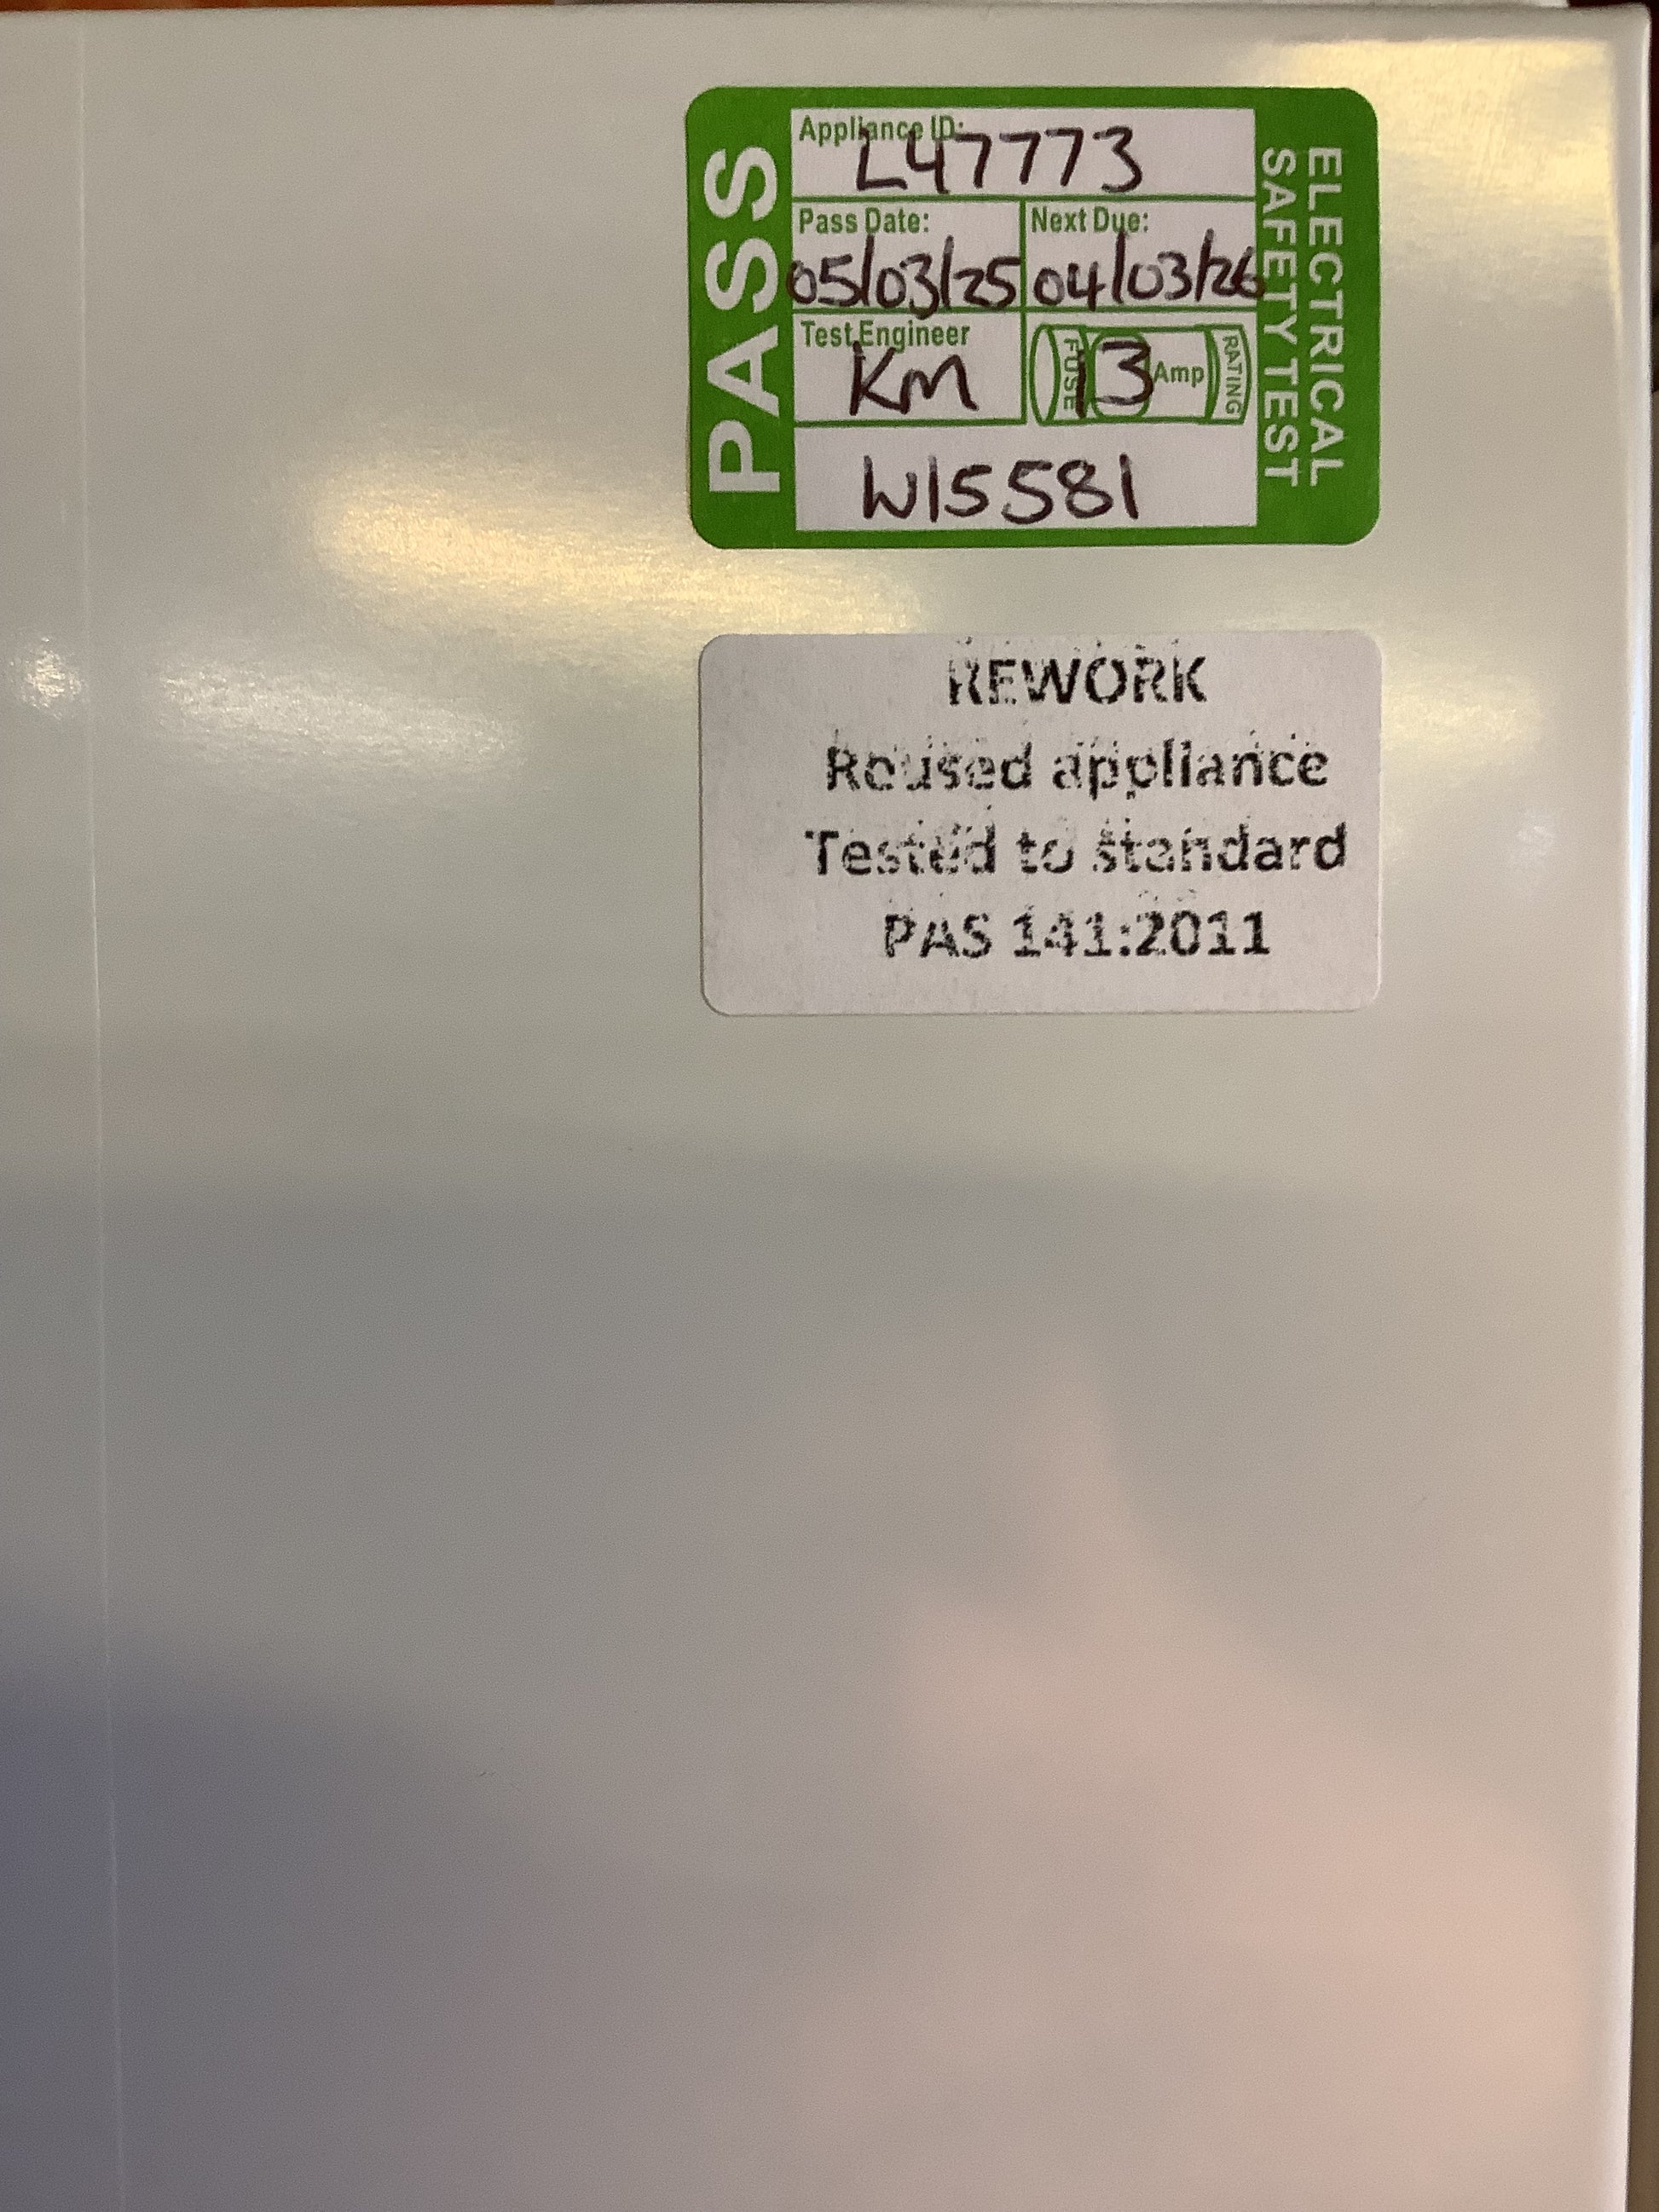 PASS
Appliance ID:
L47773
Pass Date:
05/03/25
Next Due:
04/03/26
Test Engineer
KM
FUSE
13
Amp
RATING
W15581
ELECTRICAL
SAFETY TEST
REWORK
Reused appliance
Tested to standard
PAS 141:2011